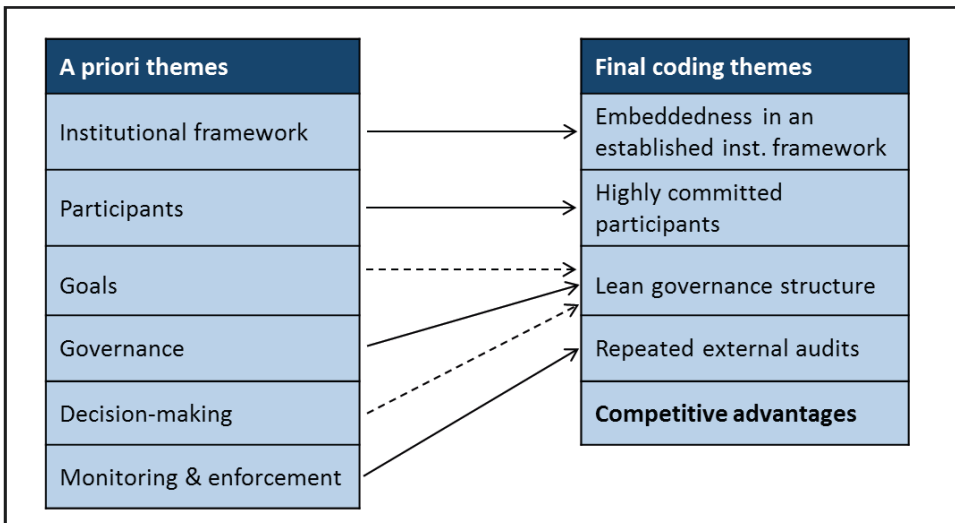 A priori themes
Institutional framework
Participants
Goals
Governance
Decision-making
Monitoring & enforcement
Final coding themes
Embeddedness in an
established inst. framework
Highly committed
participants
Lean governance structure
Repeated external audits
Competitive advantages